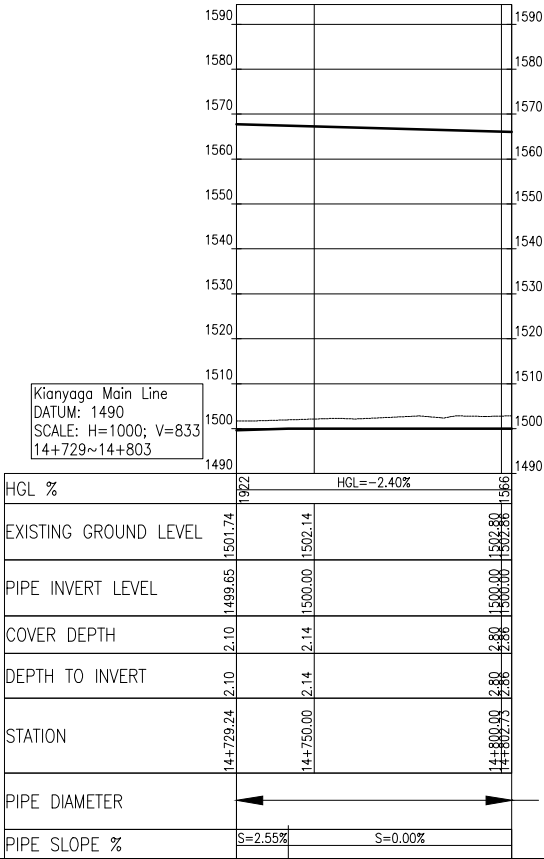 1590 1590
1580 1580
1570 1570
1560 1560
1550 1550
1540 1540
1530 1530
1520 1520
1510 1510
Kianyaga Main Line
DATUM: 1490
SCALE: H=1000; V=833
14+729~14+803
1500 1500
1490 1490
HGL % 1922 HGL=-2.40% 1566
EXISTING GROUND LEVEL 1501.74 1502.14 1502.80 1502.86
PIPE INVERT LEVEL 1499.65 1500.00 1500.00 1500.00
COVER DEPTH 2.10 2.14 2.80 2.86
DEPTH TO INVERT 2.10 2.14 2.80 2.86
STATION 14+729.24 14+750.00 14+800.00 14+802.73
PIPE DIAMETER
PIPE SLOPE % S=2.55% S=0.00%